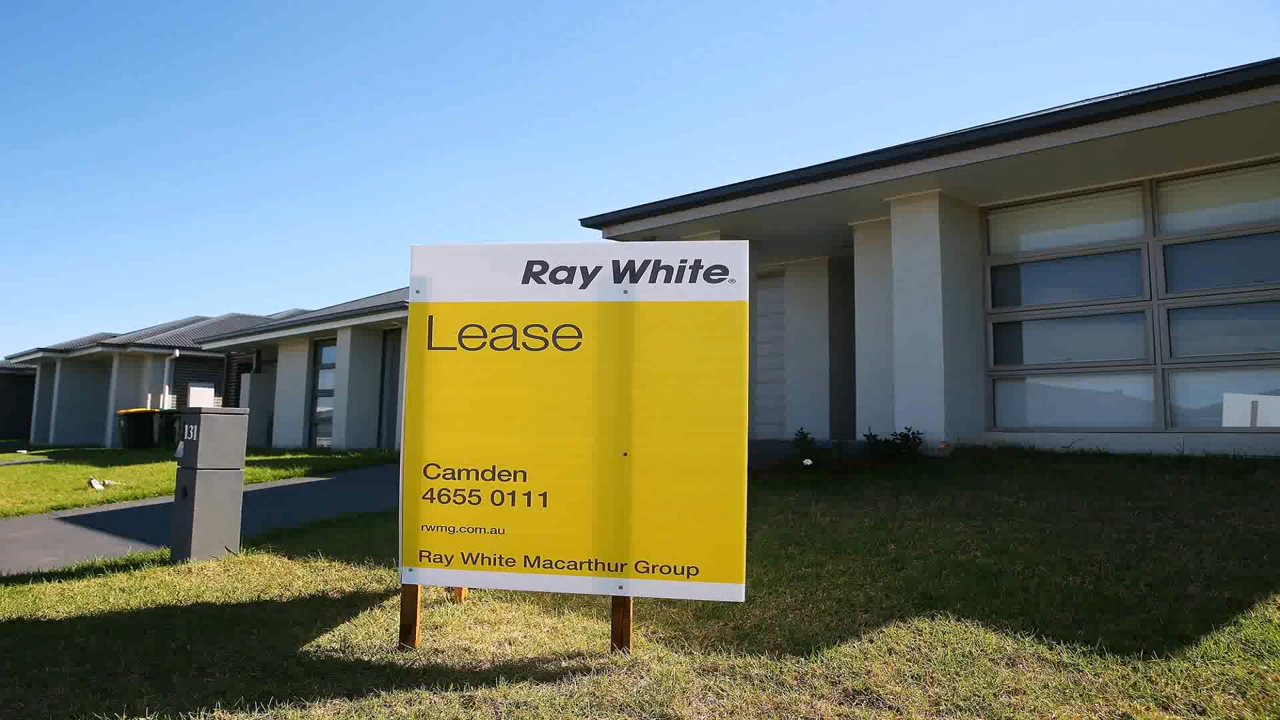 Ray White
Lease
Camden
4655 0111
rwmg.com.au
Ray White Macarthur Group
131